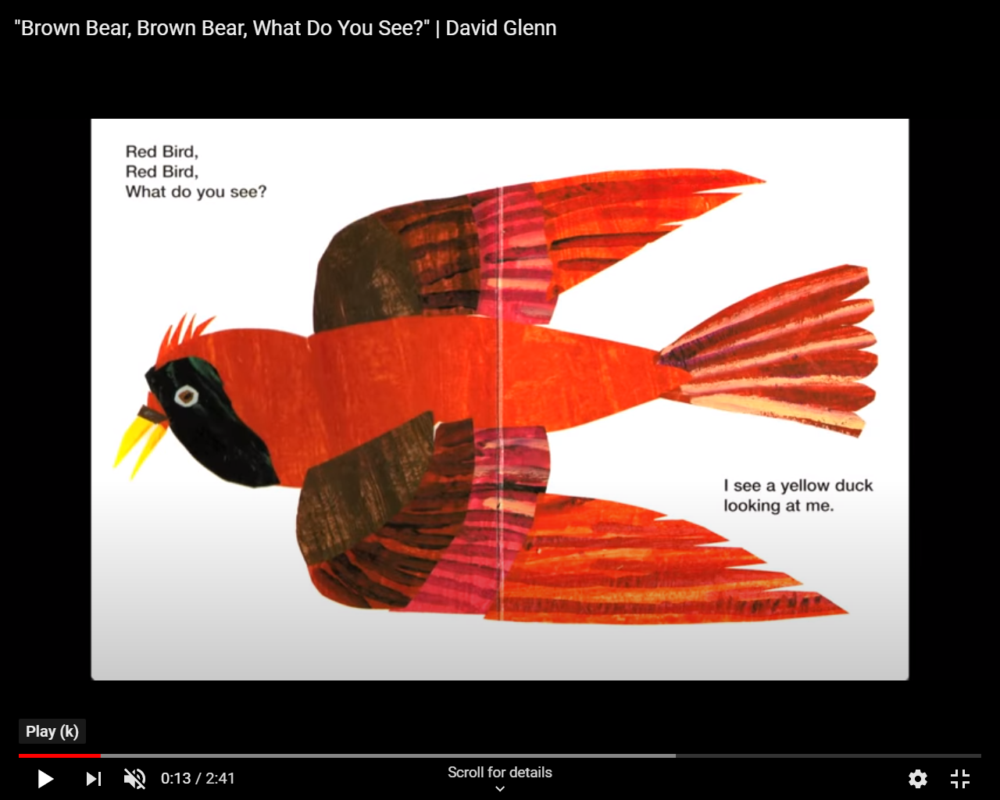 "Brown Bear, Brown Bear, What Do You See?" | David Glenn
Red Bird,
Red Bird,
What do you see?
I see a yellow duck
looking at me.
Play (k)
0:13 / 2:41
Scroll for details